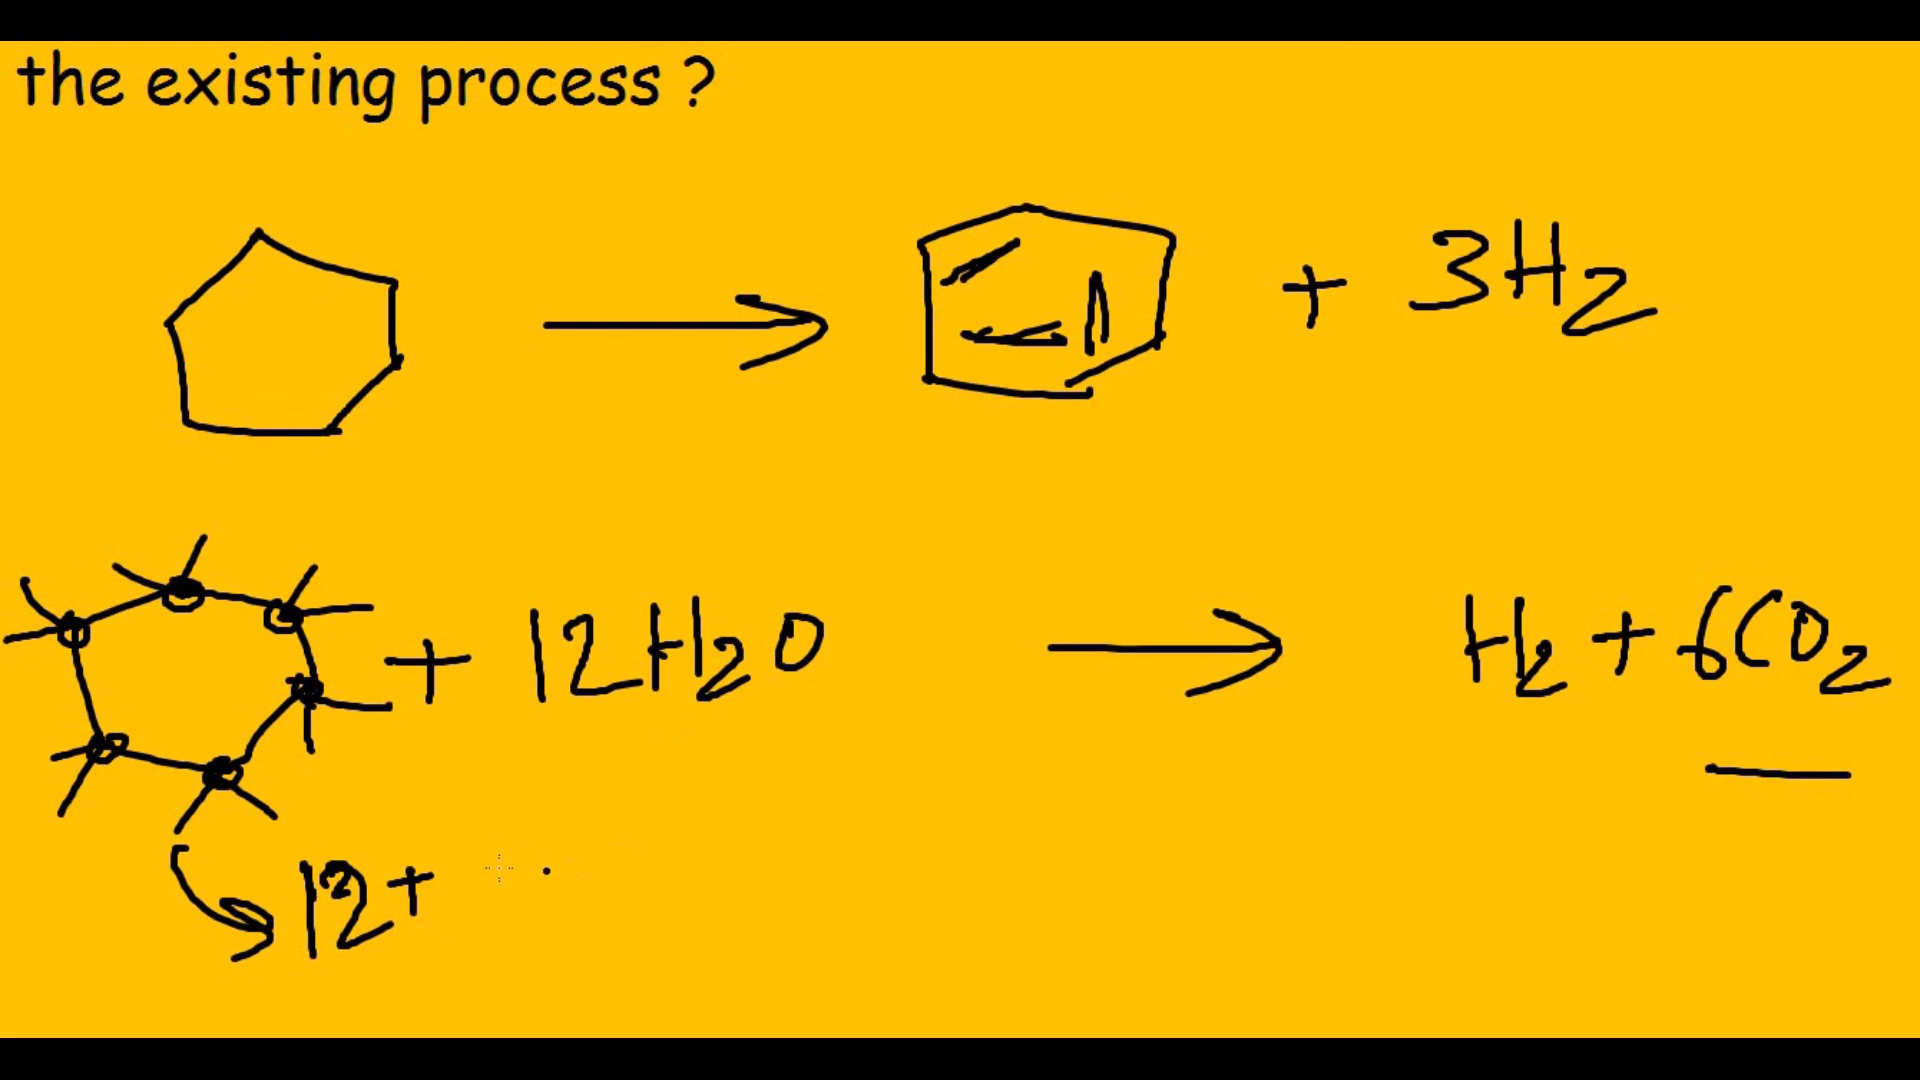 the existing process ?
+ 3H2
+ 12H2O → H2 + 6CO2
12+